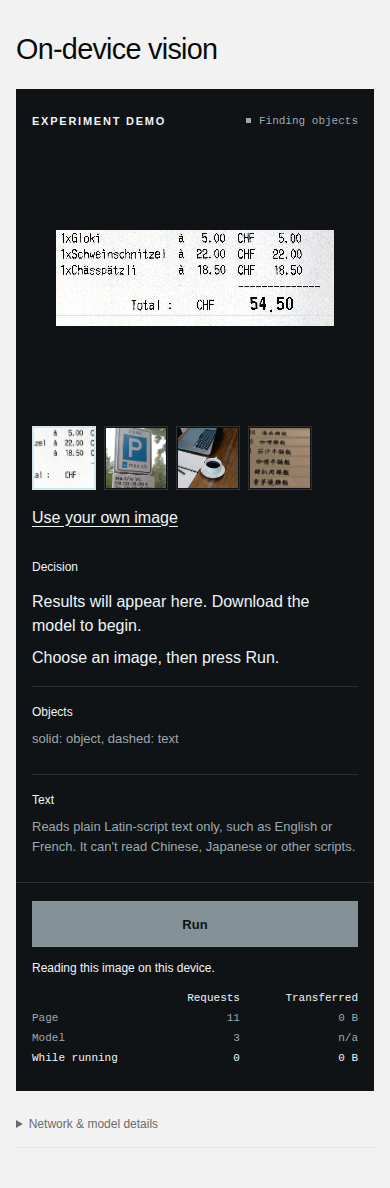 On-device vision
EXPERIMENT DEMO
Finding objects
1xGloki à 5.00 CHF 5.00
1xSchweinschnitzel à 22.00 CHF 22.00
1xChässpätzli à 18.50 CHF 18.50
Total : CHF 54.50
Use your own image
Decision
Results will appear here. Download the
model to begin.
Choose an image, then press Run.
Objects
solid: object, dashed: text
Text
Reads plain Latin-script text only, such as English or
French. It can't read Chinese, Japanese or other scripts.
Run
Reading this image on this device.
Requests Transferred
Page 11 0 B
Model 3 n/a
While running 0 0 B
Network & model details